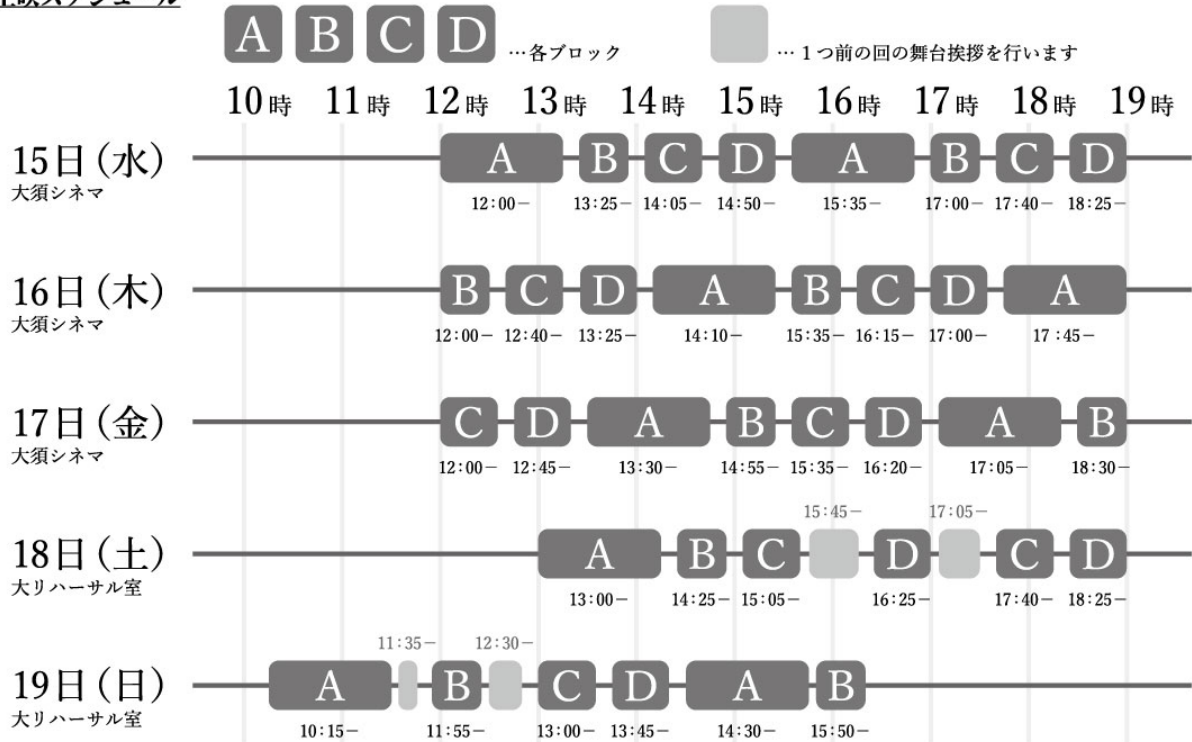 上映スケジュール
A B C D …各ブロック … 1つ前の回の舞台挨拶を行います
10時 11時 12時 13時 14時 15時 16時 17時 18時 19時
15日(水) A B C D A B C D
大須シネマ
12:00− 13:25− 14:05− 14:50− 15:35− 17:00− 17:40− 18:25−
16日(木) B C D A B C D A
大須シネマ
12:00− 12:40− 13:25− 14:10− 15:35− 16:15− 17:00− 17:45−
17日(金) C D A B C D A B
大須シネマ
12:00− 12:45− 13:30− 14:55− 15:35− 16:20− 17:05− 18:30−
15:45− 17:05−
18日(土) A B C D C D
大リハーサル室
13:00− 14:25− 15:05− 16:25− 17:40− 18:25−
11:35− 12:30−
19日(日) A B C D A B
大リハーサル室
10:15− 11:55− 13:00− 13:45− 14:30− 15:50−